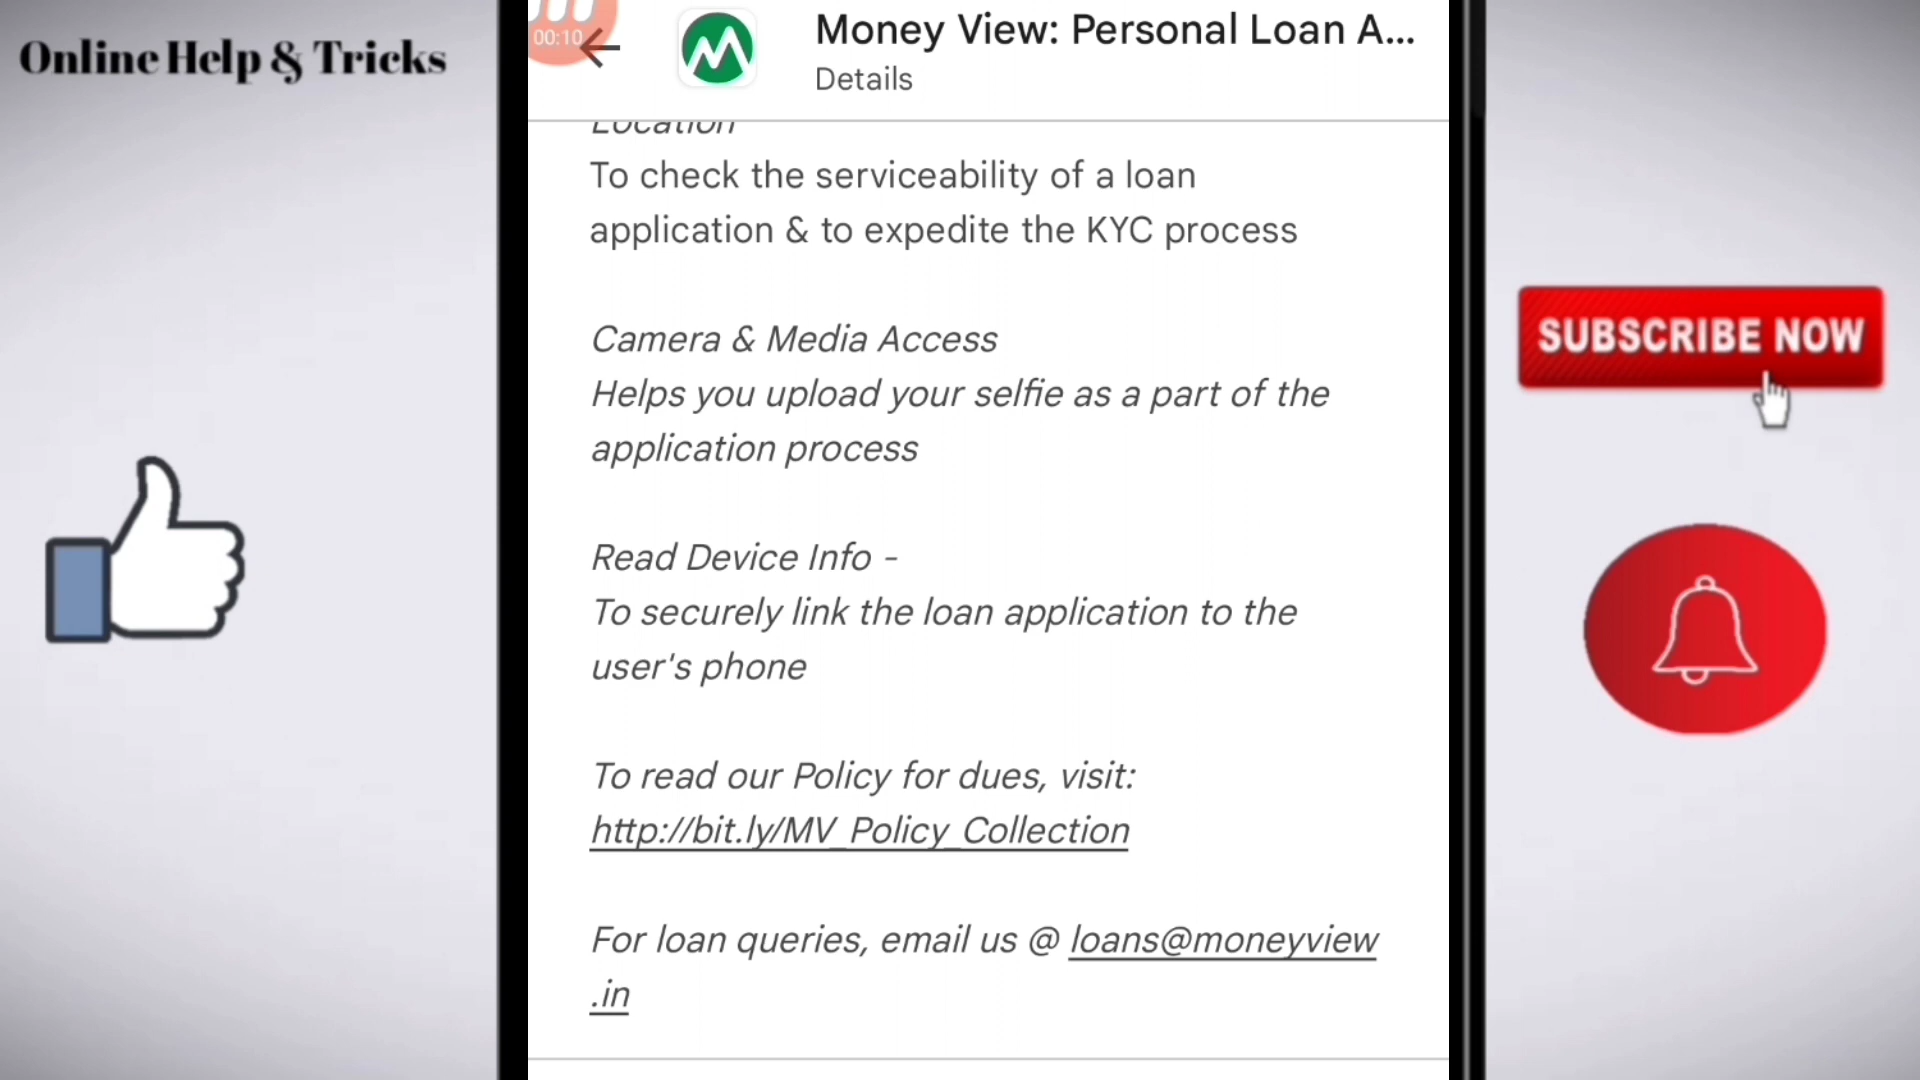 Online Help & Tricks
00:10
Money View: Personal Loan A...
Details
Location
To check the serviceability of a loan
application & to expedite the KYC process
Camera & Media Access
Helps you upload your selfie as a part of the
application process
Read Device Info -
To securely link the loan application to the
user's phone
To read our Policy for dues, visit:
http://bit.ly/MV_Policy_Collection
For loan queries, email us @ loans@moneyview
.in
SUBSCRIBE NOW